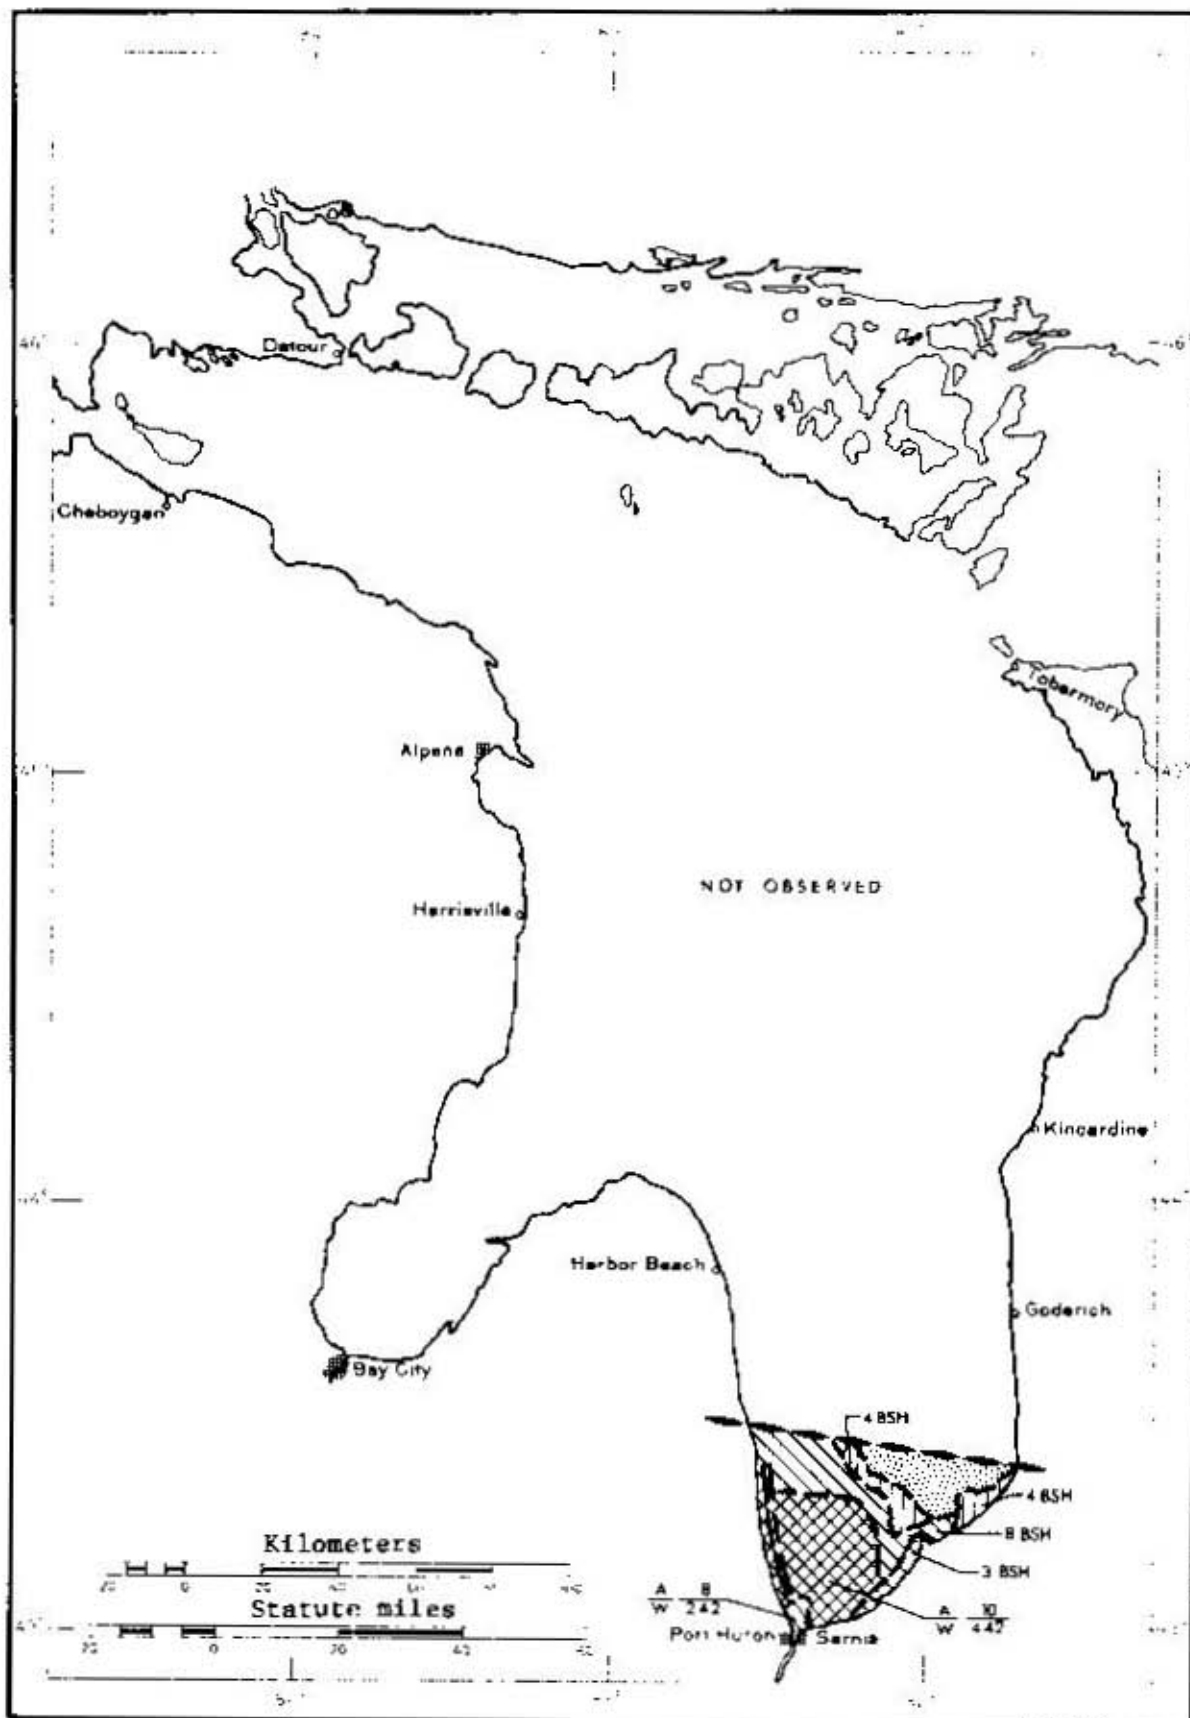 Datour
Cheboygan
Tobermory
Alpena
NOT OBSERVED
Harrisville
Kincardine
Harbor Beach
Goderich
Bay City
4 BSH
4 BSH
8 BSH
3 BSH
Kilometers
Statute miles
A 8
W 242
A 10
W 442
Port Huron Sarnia